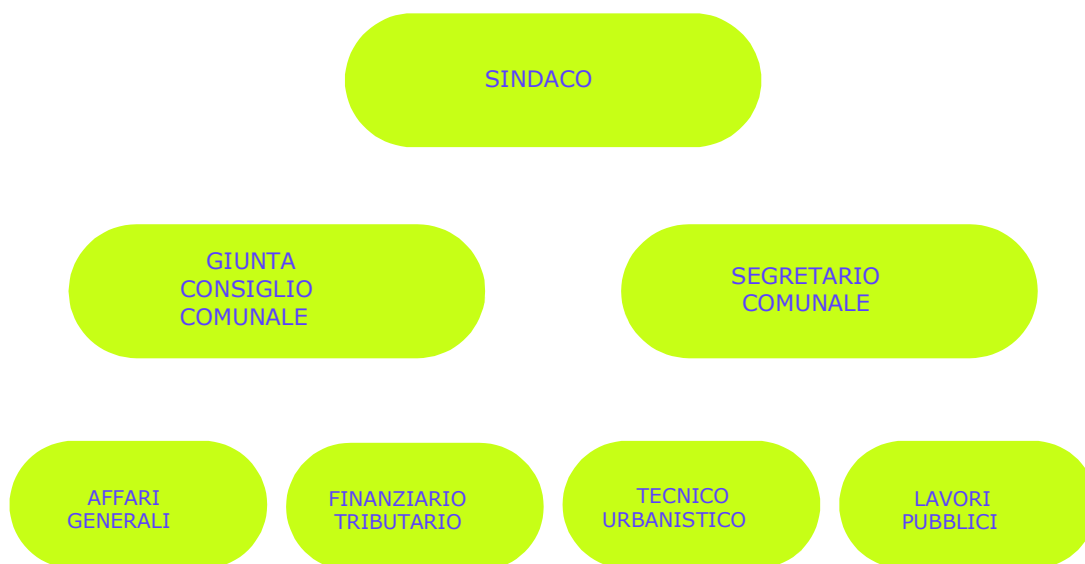 SINDACO
GIUNTA
CONSIGLIO
COMUNALE
SEGRETARIO
COMUNALE
AFFARI
GENERALI
FINANZIARIO
TRIBUTARIO
TECNICO
URBANISTICO
LAVORI
PUBBLICI